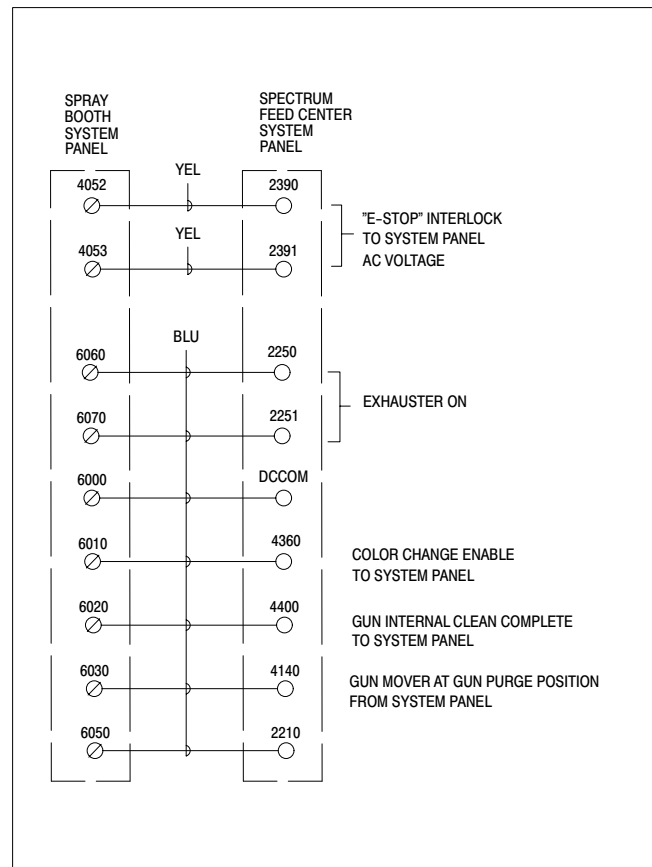 SPRAY
BOOTH
SYSTEM
PANEL
SPECTRUM
FEED CENTER
SYSTEM
PANEL
4052
YEL
2390
"E-STOP" INTERLOCK
TO SYSTEM PANEL
AC VOLTAGE
4053
YEL
2391
BLU
6060
2250
EXHAUSTER ON
6070
2251
6000
DCCOM
6010
4360
COLOR CHANGE ENABLE
TO SYSTEM PANEL
6020
4400
GUN INTERNAL CLEAN COMPLETE
TO SYSTEM PANEL
6030
4140
GUN MOVER AT GUN PURGE POSITION
FROM SYSTEM PANEL
6050
2210